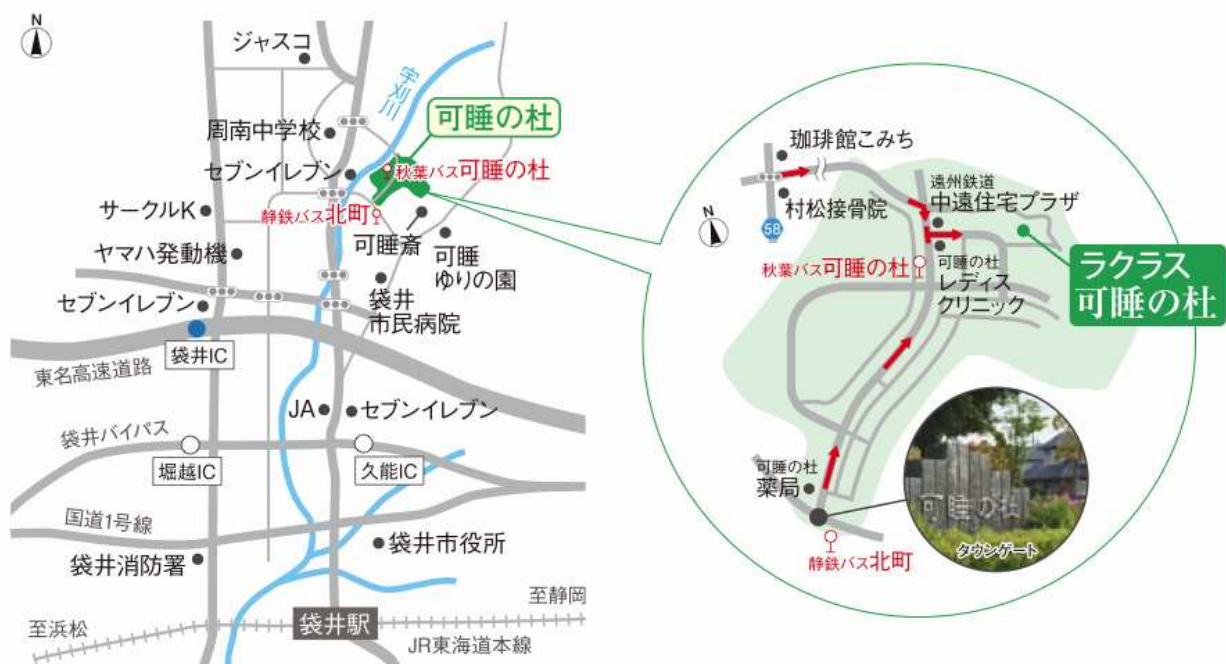 N
ジャスコ
宇刈川
可睡の杜
周南中学校
セブンイレブン
秋葉バス可睡の杜
サークルK
静鉄バス北町
可睡斎
可睡
ゆりの園
ヤマハ発動機
袋井
市民病院
セブンイレブン
袋井IC
東名高速道路
JA
セブンイレブン
袋井バイパス
堀越IC
久能IC
国道1号線
袋井消防署
袋井市役所
至静岡
至浜松
袋井駅
JR東海道本線
珈琲館こみち
遠州鉄道
中遠住宅プラザ
村松接骨院
N
58
秋葉バス可睡の杜
可睡の杜
レディス
クリニック
ラクラス
可睡の杜
可睡の杜
薬局
可睡の杜
タウンゲート
静鉄バス北町